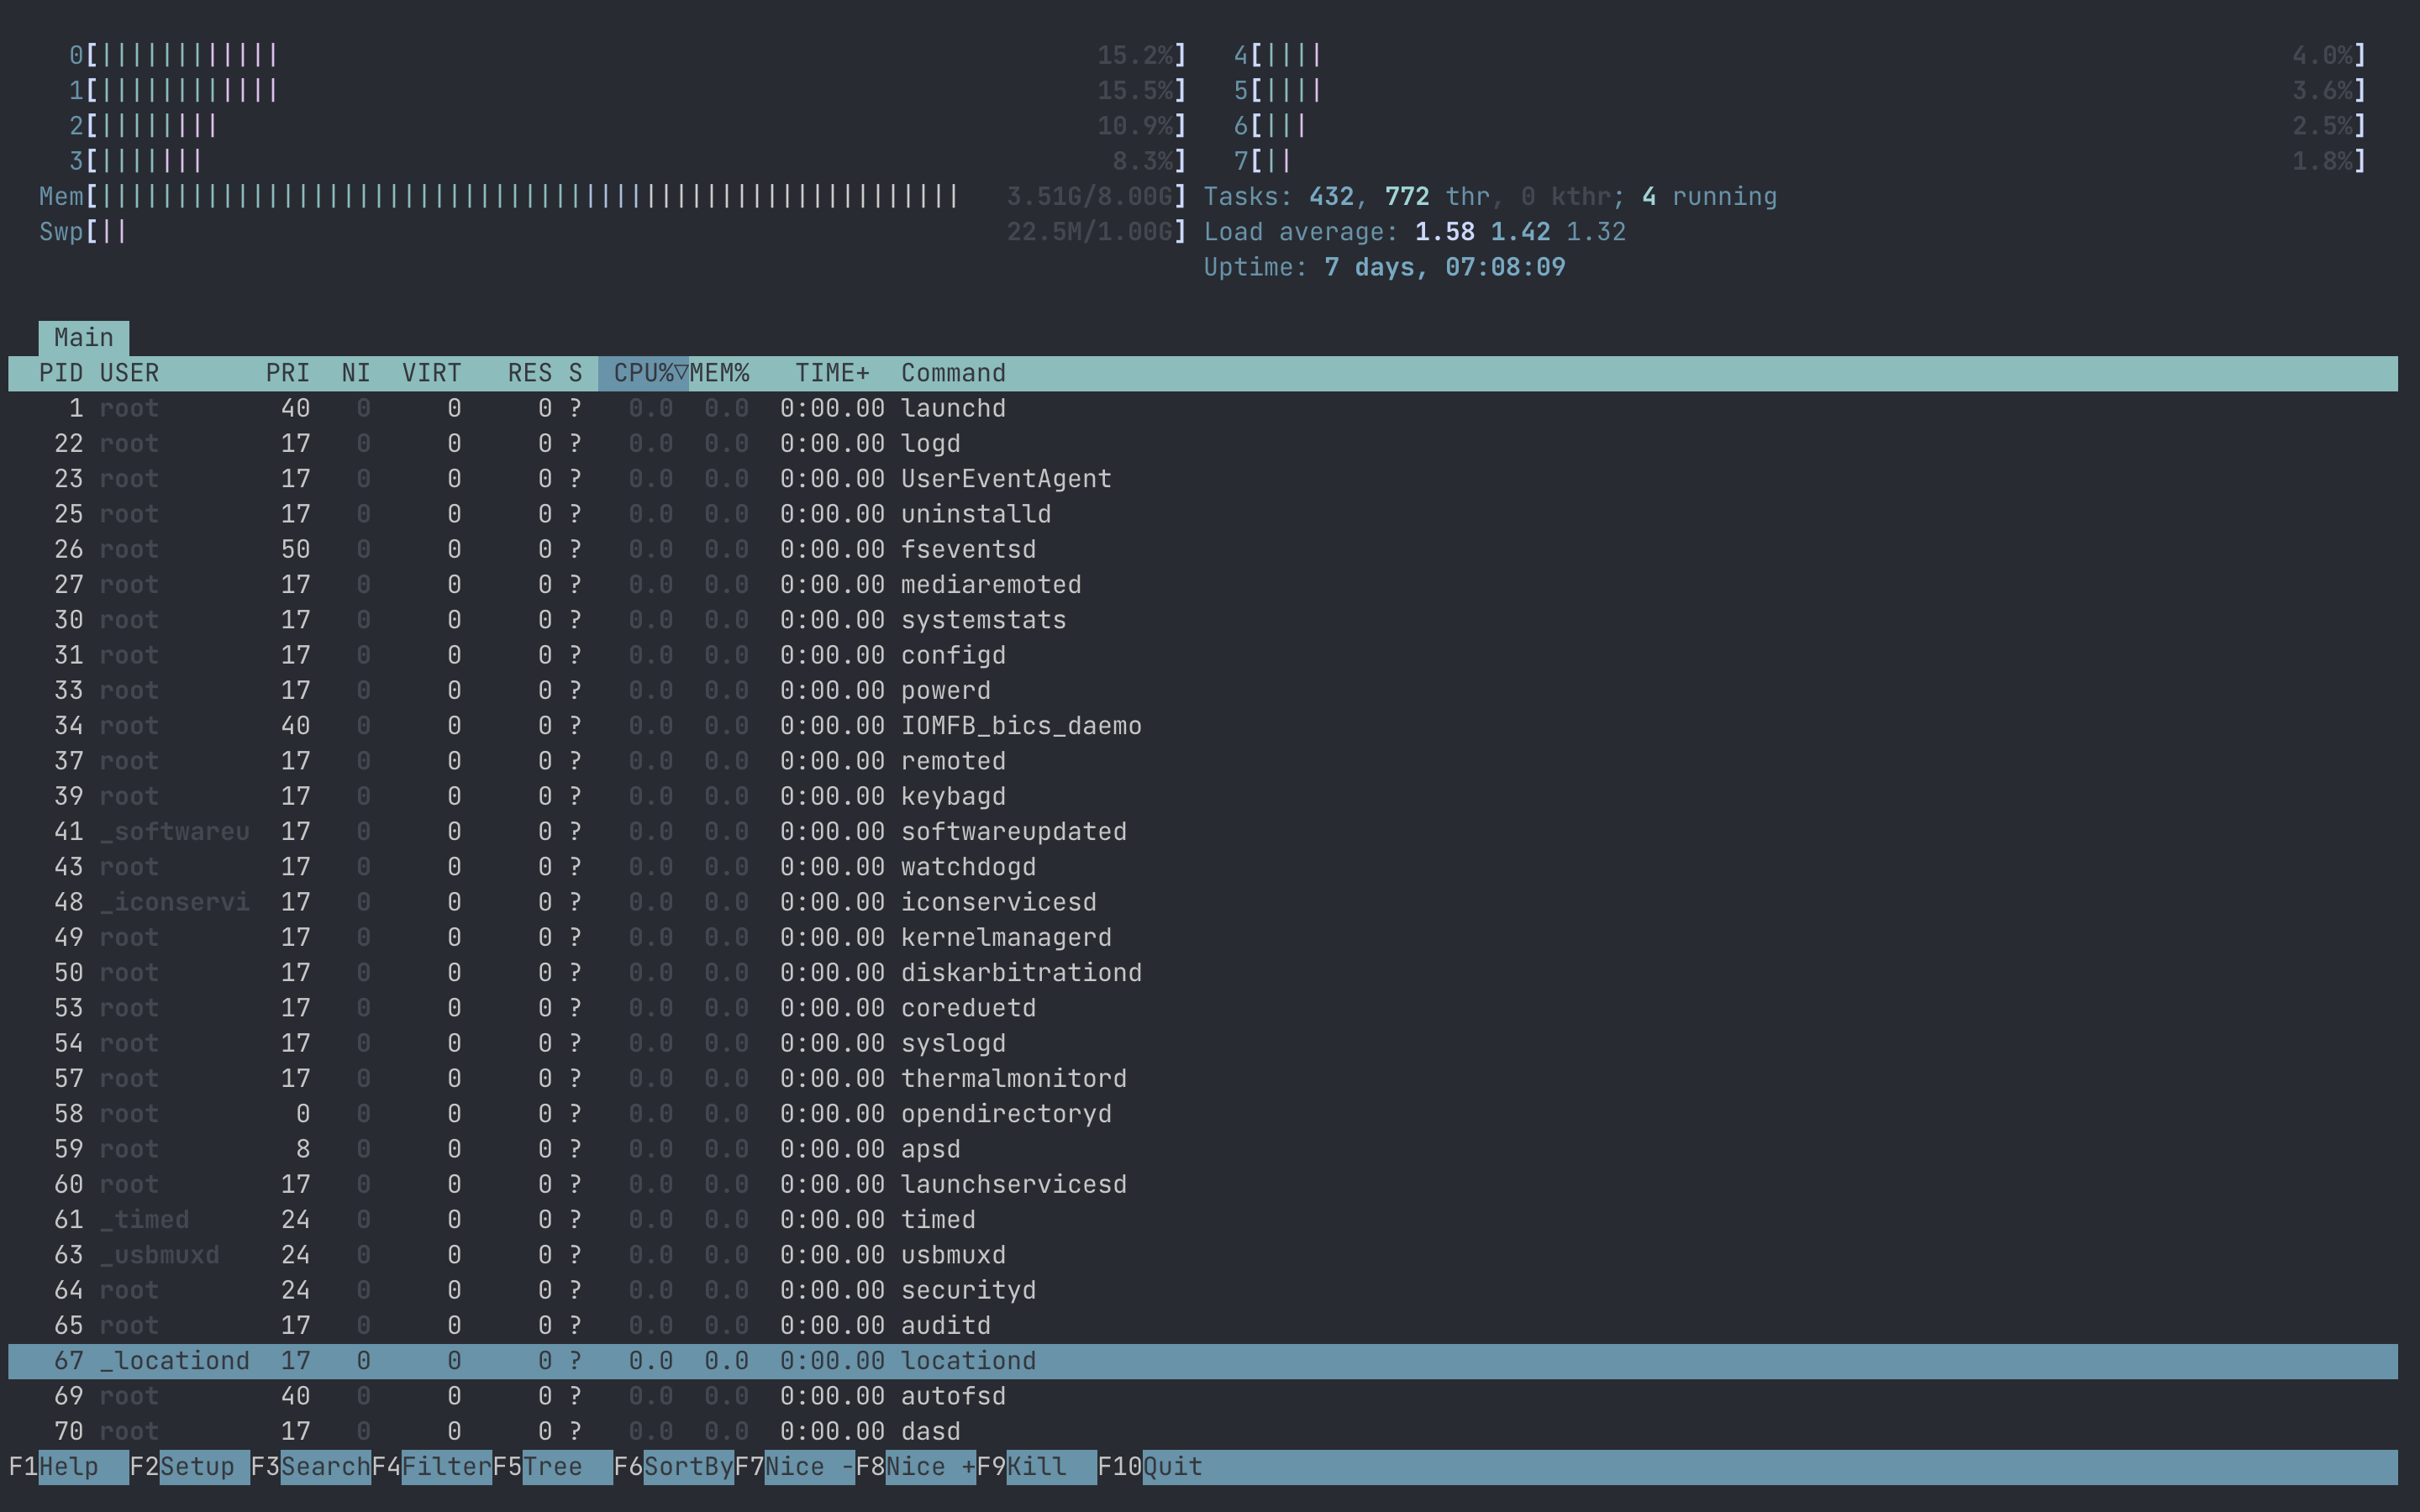 0[|||||||||||| 15.2%] 4[|||| 4.0%]
1[|||||||||||| 15.5%] 5[|||| 3.6%]
2[|||||||| 10.9%] 6[||| 2.5%]
3[||||||| 8.3%] 7[|| 1.8%]
Mem[||||||||||||||||||||||||||||||||||||||||||||||||||||||||| 3.51G/8.00G] Tasks: 432, 772 thr, 0 kthr; 4 running
Swp[|| 22.5M/1.00G] Load average: 1.58 1.42 1.32
Uptime: 7 days, 07:08:09
Main
PID USER PRI NI VIRT RES S CPU%▽MEM% TIME+ Command
1 root 40 0 0 0 ? 0.0 0.0 0:00.00 launchd
22 root 17 0 0 0 ? 0.0 0.0 0:00.00 logd
23 root 17 0 0 0 ? 0.0 0.0 0:00.00 UserEventAgent
25 root 17 0 0 0 ? 0.0 0.0 0:00.00 uninstalld
26 root 50 0 0 0 ? 0.0 0.0 0:00.00 fseventsd
27 root 17 0 0 0 ? 0.0 0.0 0:00.00 mediaremoted
30 root 17 0 0 0 ? 0.0 0.0 0:00.00 systemstats
31 root 17 0 0 0 ? 0.0 0.0 0:00.00 configd
33 root 17 0 0 0 ? 0.0 0.0 0:00.00 powerd
34 root 40 0 0 0 ? 0.0 0.0 0:00.00 IOMFB_bics_daemo
37 root 17 0 0 0 ? 0.0 0.0 0:00.00 remoted
39 root 17 0 0 0 ? 0.0 0.0 0:00.00 keybagd
41 _softwareu 17 0 0 0 ? 0.0 0.0 0:00.00 softwareupdated
43 root 17 0 0 0 ? 0.0 0.0 0:00.00 watchdogd
48 _iconservi 17 0 0 0 ? 0.0 0.0 0:00.00 iconservicesd
49 root 17 0 0 0 ? 0.0 0.0 0:00.00 kernelmanagerd
50 root 17 0 0 0 ? 0.0 0.0 0:00.00 diskarbitrationd
53 root 17 0 0 0 ? 0.0 0.0 0:00.00 coreduetd
54 root 17 0 0 0 ? 0.0 0.0 0:00.00 syslogd
57 root 17 0 0 0 ? 0.0 0.0 0:00.00 thermalmonitord
58 root 0 0 0 0 ? 0.0 0.0 0:00.00 opendirectoryd
59 root 8 0 0 0 ? 0.0 0.0 0:00.00 apsd
60 root 17 0 0 0 ? 0.0 0.0 0:00.00 launchservicesd
61 _timed 24 0 0 0 ? 0.0 0.0 0:00.00 timed
63 _usbmuxd 24 0 0 0 ? 0.0 0.0 0:00.00 usbmuxd
64 root 24 0 0 0 ? 0.0 0.0 0:00.00 securityd
65 root 17 0 0 0 ? 0.0 0.0 0:00.00 auditd
67 _locationd 17 0 0 0 ? 0.0 0.0 0:00.00 locationd
69 root 40 0 0 0 ? 0.0 0.0 0:00.00 autofsd
70 root 17 0 0 0 ? 0.0 0.0 0:00.00 dasd
F1Help F2Setup F3SearchF4FilterF5Tree F6SortByF7Nice -F8Nice +F9Kill F10Quit